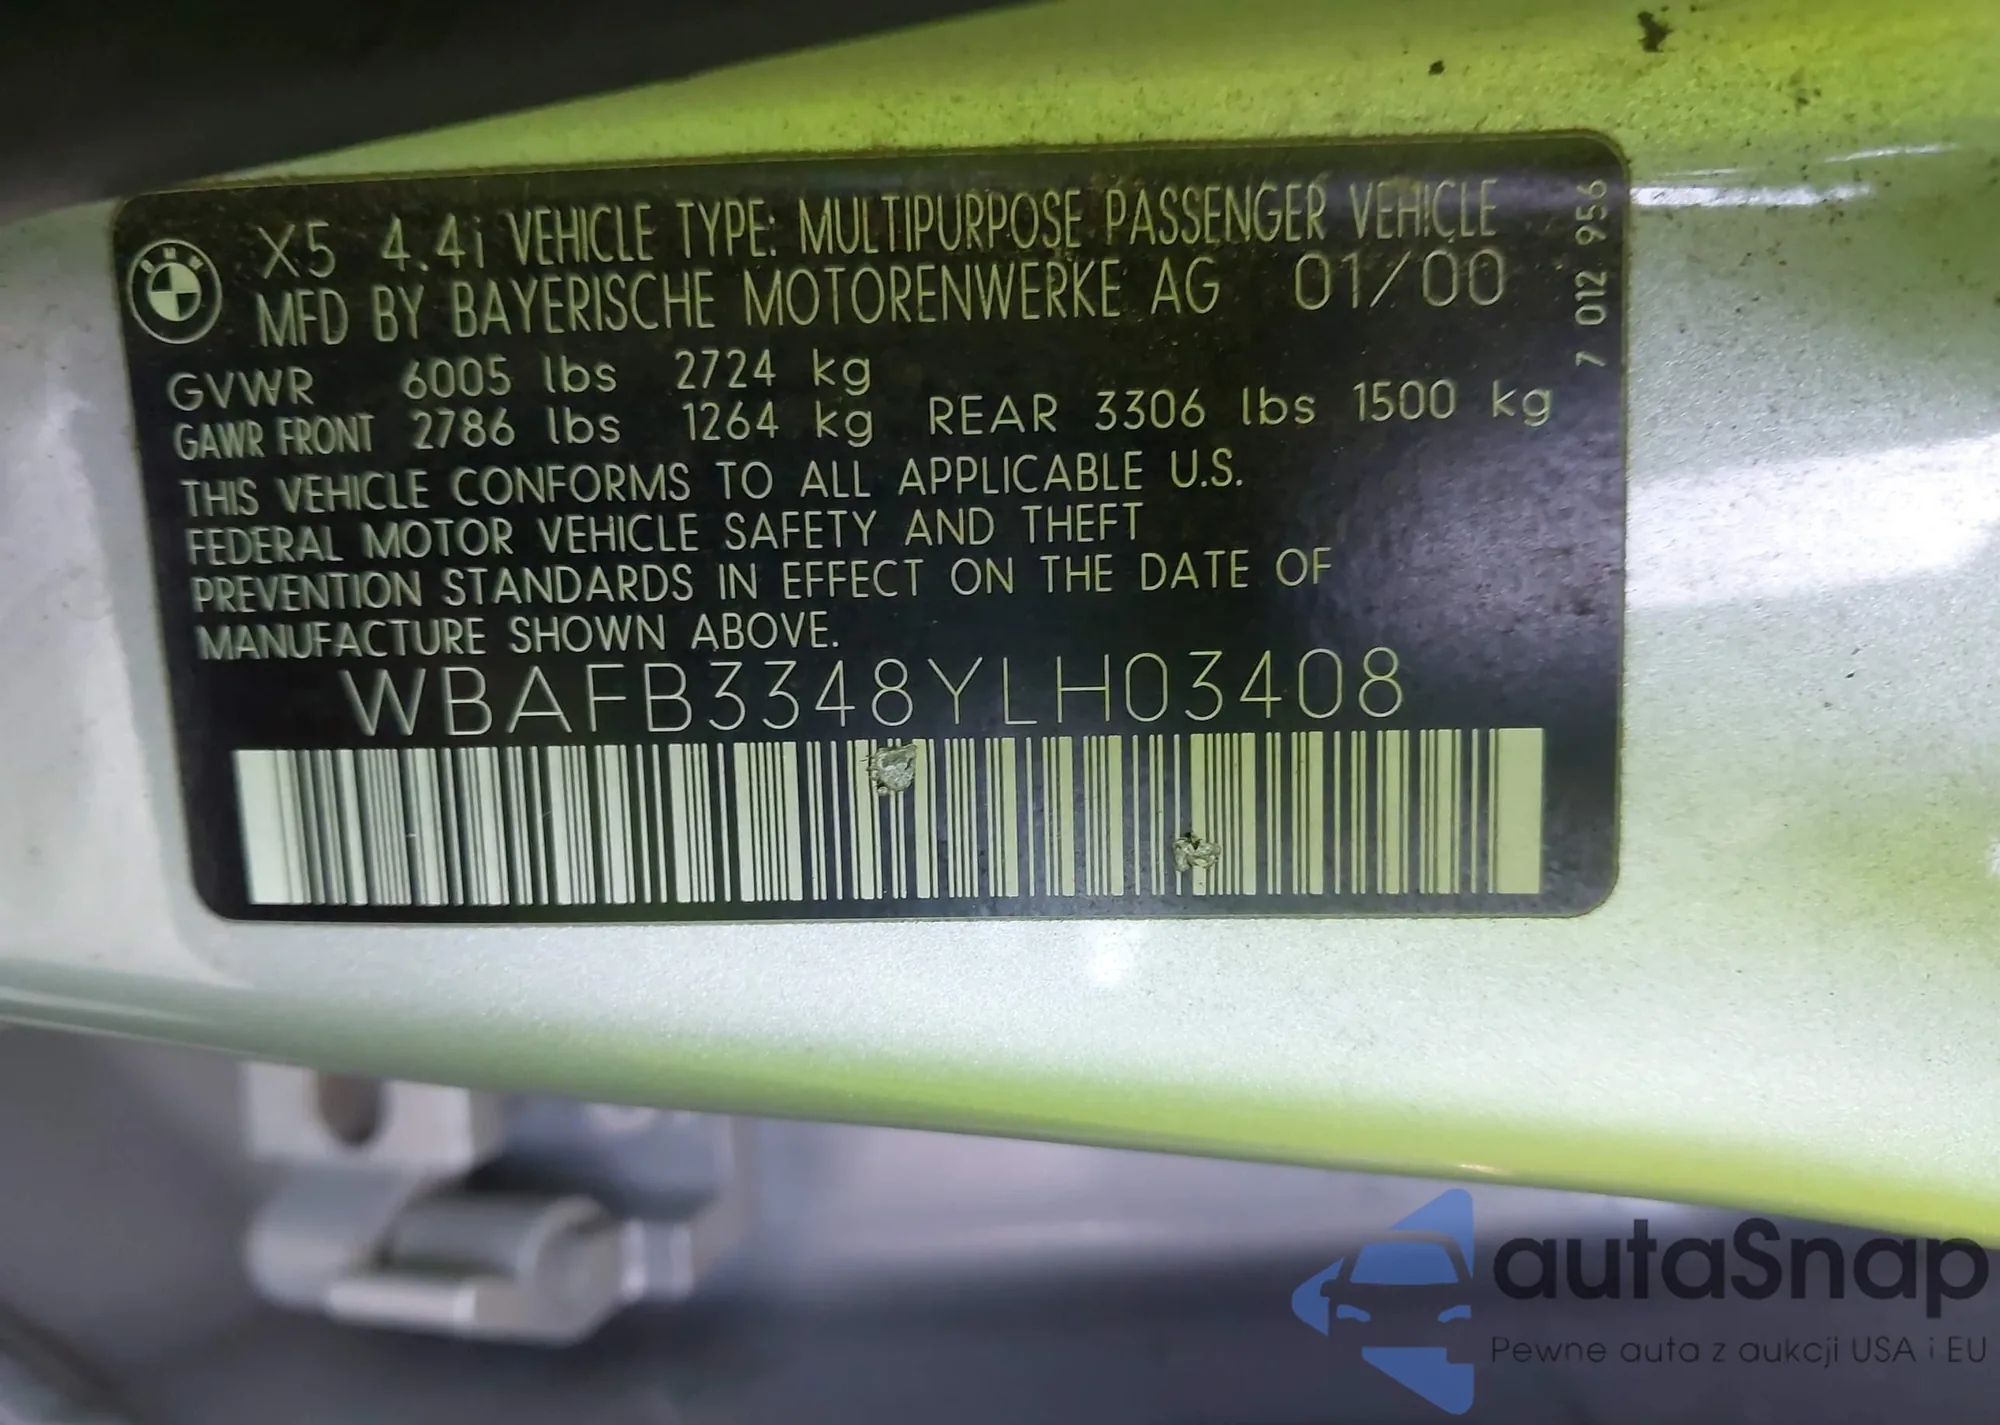 BMW
X5 4.4i VEHICLE TYPE: MULTIPURPOSE PASSENGER VEHICLE
MFD BY BAYERISCHE MOTORENWERKE AG 01/00
GVWR 6005 lbs 2724 kg
GAWR FRONT 2786 lbs 1264 kg REAR 3306 lbs 1500 kg
THIS VEHICLE CONFORMS TO ALL APPLICABLE U.S.
FEDERAL MOTOR VEHICLE SAFETY AND THEFT
PREVENTION STANDARDS IN EFFECT ON THE DATE OF
MANUFACTURE SHOWN ABOVE.
WBAFB3348YLH03408
7 012 956
autaSnap
Pewne auta z aukcji USA i EU